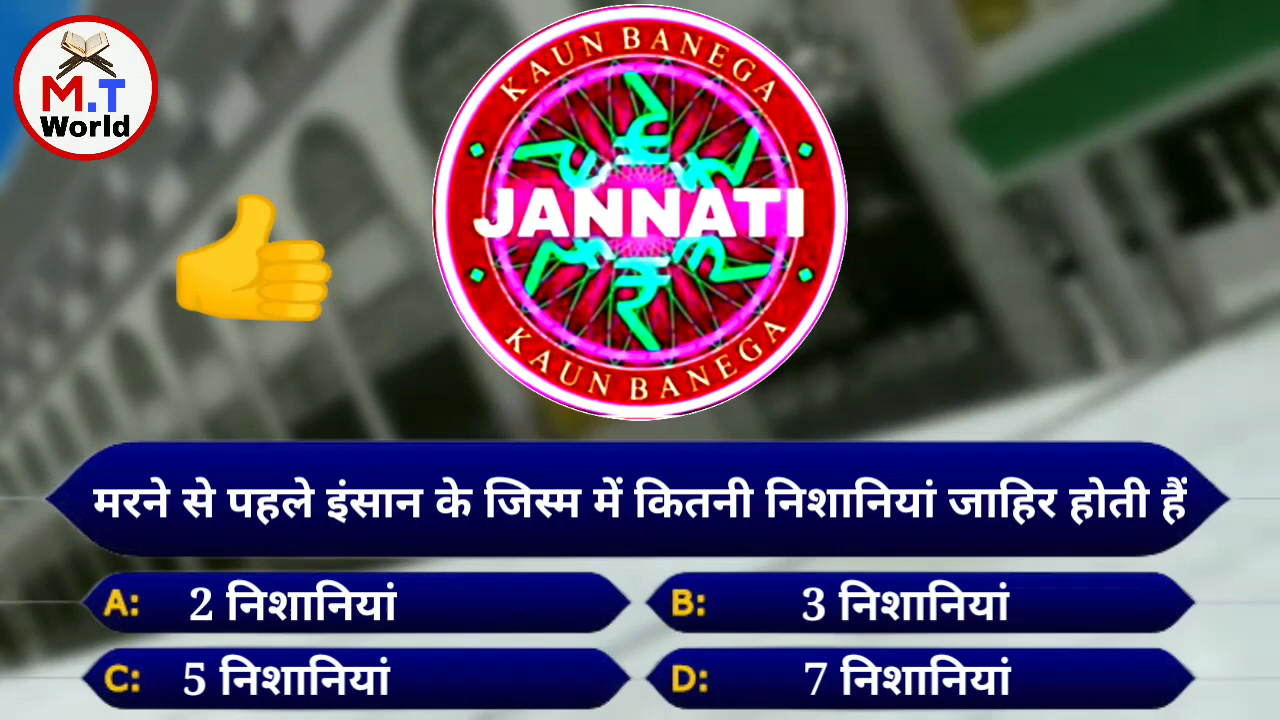 M.T
World
KAUN BANEGA
JANNATI
KAUN BANEGA
मरने से पहले इंसान के जिस्म में कितनी निशानियां जाहिर होती हैं
A: 2 निशानियां
B: 3 निशानियां
C: 5 निशानियां
D: 7 निशानियां